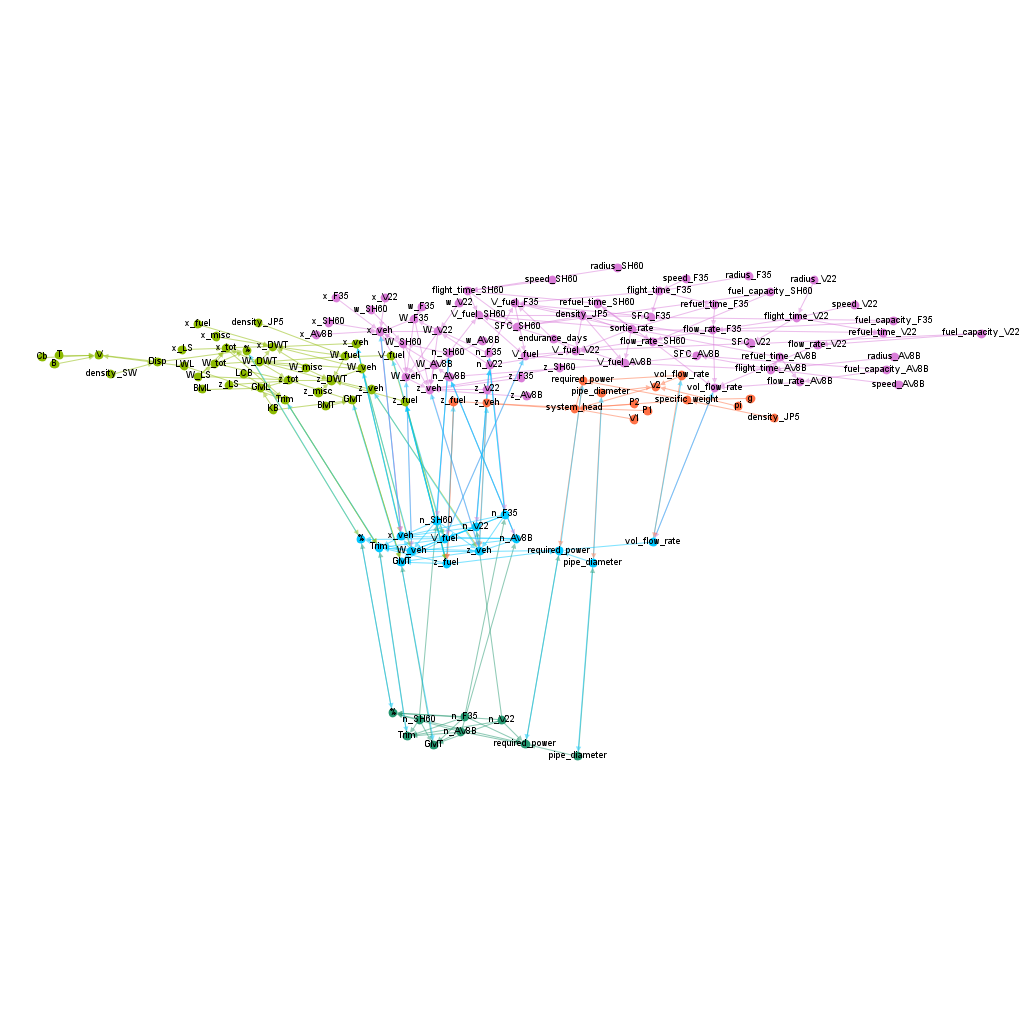 radius_SH60
speed_SH60
speed_F35
radius_F35
radius_V22
flight_time_SH60
flight_time_F35
fuel_capacity_SH60
x_F35
x_V22
w_F35
w_V22
V_fuel_F35
refuel_time_SH60
refuel_time_F35
speed_V22
w_SH60
V_fuel_SH60
density_JP5
flight_time_V22
fuel_capacity_F35
x_fuel
density_JP5
x_SH60
W_F35
SFC_SH60
SFC_F35
sortie_rate
flow_rate_F35
refuel_time_V22
fuel_capacity_V22
x_misc
x_AV8B
x_veh
W_V22
w_AV8B
endurance_days
flow_rate_SH60
SFC_V22
flow_rate_V22
x_LS
x_tot
%
x_DWT
x_veh
W_SH60
n_SH60
n_F35
V_fuel
V_fuel_V22
SFC_AV8B
refuel_time_AV8B
radius_AV8B
Cb
T
B
V
Disp
LWL
W_tot
W_DWT
W_fuel
V_fuel
W_AV8B
n_V22
V_fuel_AV8B
z_SH60
flight_time_AV8B
fuel_capacity_AV8B
density_SW
W_LS
LCB
W_misc
W_veh
W_veh
n_AV8B
z_F35
required_power
vol_flow_rate
flow_rate_AV8B
speed_AV8B
BML
z_LS
GML
z_tot
z_DWT
z_veh
z_veh
z_V22
V2
vol_flow_rate
Trim
z_misc
z_fuel
z_fuel
z_veh
z_AV8B
pipe_diameter
specific_weight
g
KB
BMT
GMT
system_head
P2
P1
pi
V1
density_JP5
n_F35
n_SH60
n_V22
%
x_veh
V_fuel
n_AV8B
Trim
W_veh
z_veh
required_power
vol_flow_rate
GMT
z_fuel
pipe_diameter
%
n_SH60
n_F35
n_V22
Trim
n_AV8B
GMT
required_power
pipe_diameter